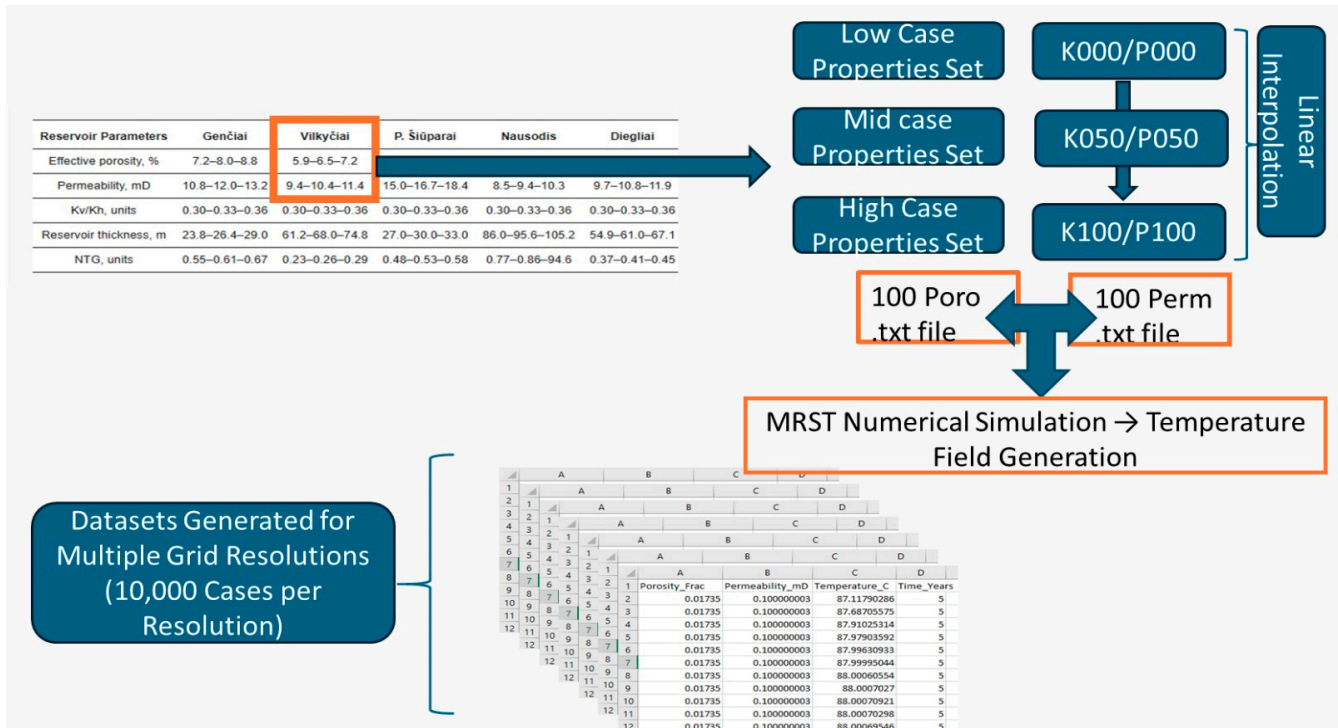 Low Case
Properties Set
K000/P000
Mid case
Properties Set
K050/P050
High Case
Properties Set
K100/P100
Linear
Interpolation
Reservoir Parameters Genčiai Vilkyčiai P. Šiūparai Nausodis Diegliai
Effective porosity, % 7.2–8.0–8.8 5.9–6.5–7.2
Permeability, mD 10.8–12.0–13.2 9.4–10.4–11.4 15.0–16.7–18.4 8.5–9.4–10.3 9.7–10.8–11.9
Kv/Kh, units 0.30–0.33–0.36 0.30–0.33–0.36 0.30–0.33–0.36 0.30–0.33–0.36 0.30–0.33–0.36
Reservoir thickness, m 23.8–26.4–29.0 61.2–68.0–74.8 27.0–30.0–33.0 86.0–95.6–105.2 54.9–61.0–67.1
NTG, units 0.55–0.61–0.67 0.23–0.26–0.29 0.48–0.53–0.58 0.77–0.86–94.6 0.37–0.41–0.45
100 Poro
.txt file
100 Perm
.txt file
MRST Numerical Simulation → Temperature
Field Generation
Datasets Generated for
Multiple Grid Resolutions
(10,000 Cases per
Resolution)
A B C D
A B C D
A B C D
A B C D
A B C D
A B C D
1 Porosity_Frac Permeability_mD Temperature_C Time_Years
2 0.01735 0.100000003 87.11790286 5
3 0.01735 0.100000003 87.68705575 5
4 0.01735 0.100000003 87.91025314 5
5 0.01735 0.100000003 87.97903592 5
6 0.01735 0.100000003 87.99630933 5
7 0.01735 0.100000003 87.99995044 5
8 0.01735 0.100000003 88.00060554 5
9 0.01735 0.100000003 88.0007027 5
10 0.01735 0.100000003 88.00070921 5
11 0.01735 0.100000003 88.00070298 5
12 0.01735 0.100000003 88.00069546 5